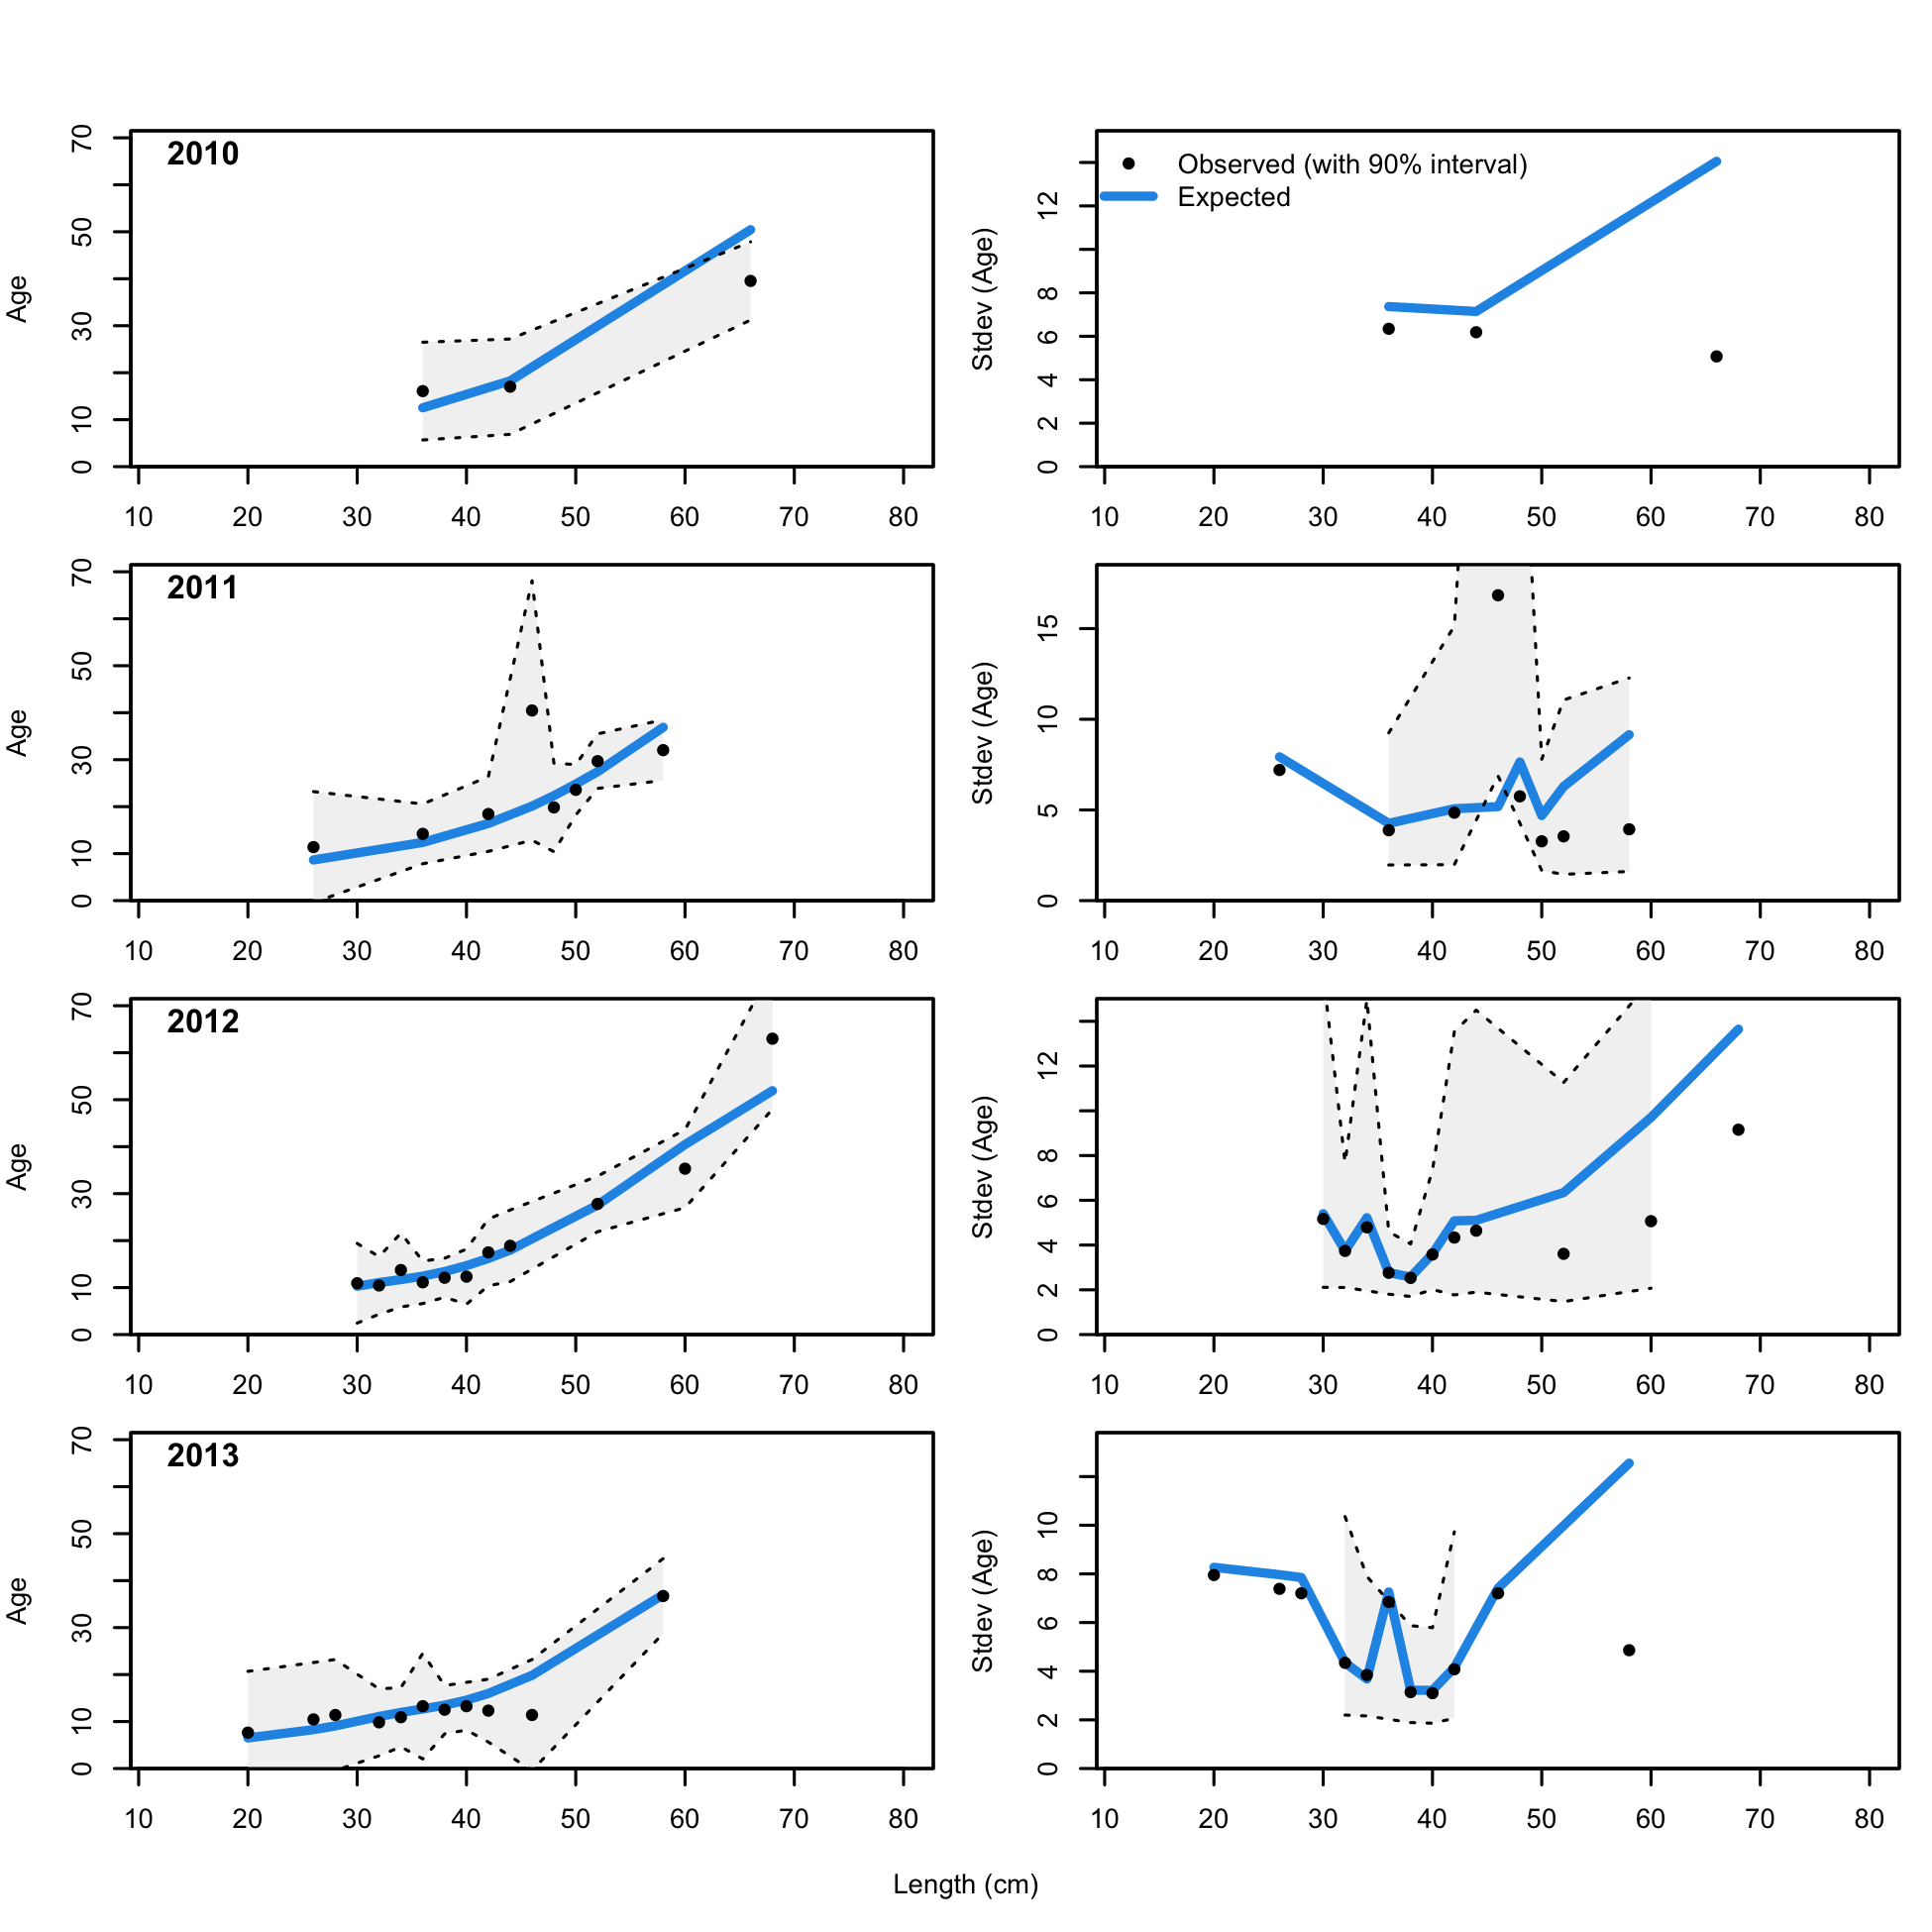 2010
Age
0 10 30 50 70
10 20 30 40 50 60 70 80
Observed (with 90% interval)
Expected
Stdev (Age)
0 2 4 6 8 12
10 20 30 40 50 60 70 80
2011
Age
0 10 30 50 70
10 20 30 40 50 60 70 80
Stdev (Age)
0 5 10 15
10 20 30 40 50 60 70 80
2012
Age
0 10 30 50 70
10 20 30 40 50 60 70 80
Stdev (Age)
0 2 4 6 8 12
10 20 30 40 50 60 70 80
2013
Age
0 10 30 50 70
10 20 30 40 50 60 70 80
Stdev (Age)
0 2 4 6 8 10
10 20 30 40 50 60 70 80
Length (cm)